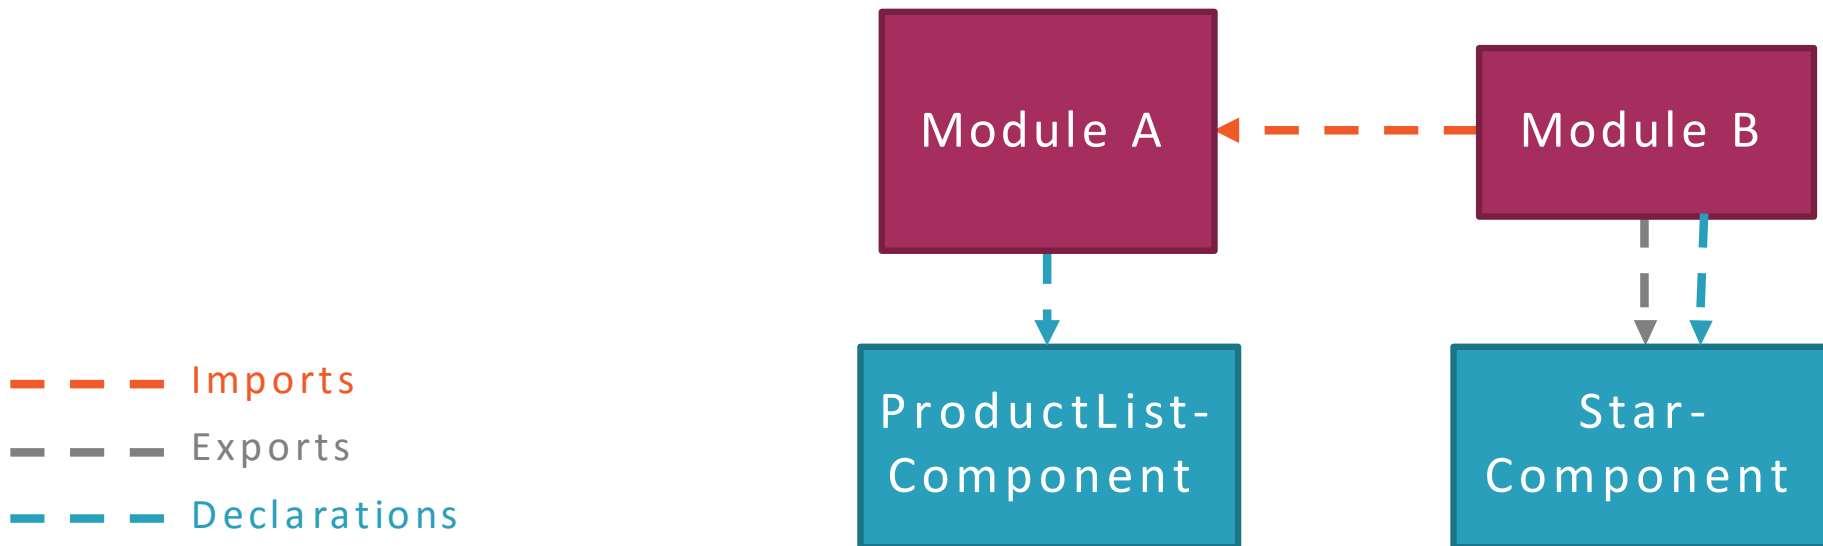 Module A
Module B
ProductList-
Component
Star-
Component
Imports
Exports
Declarations